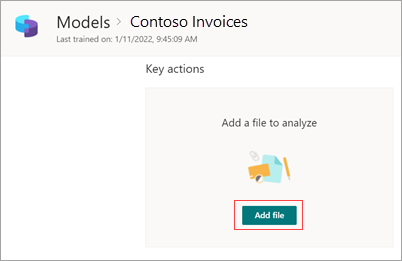 Models > Contoso Invoices
Last trained on: 1/11/2022, 9:45:09 AM
Key actions
Add a file to analyze
Add file